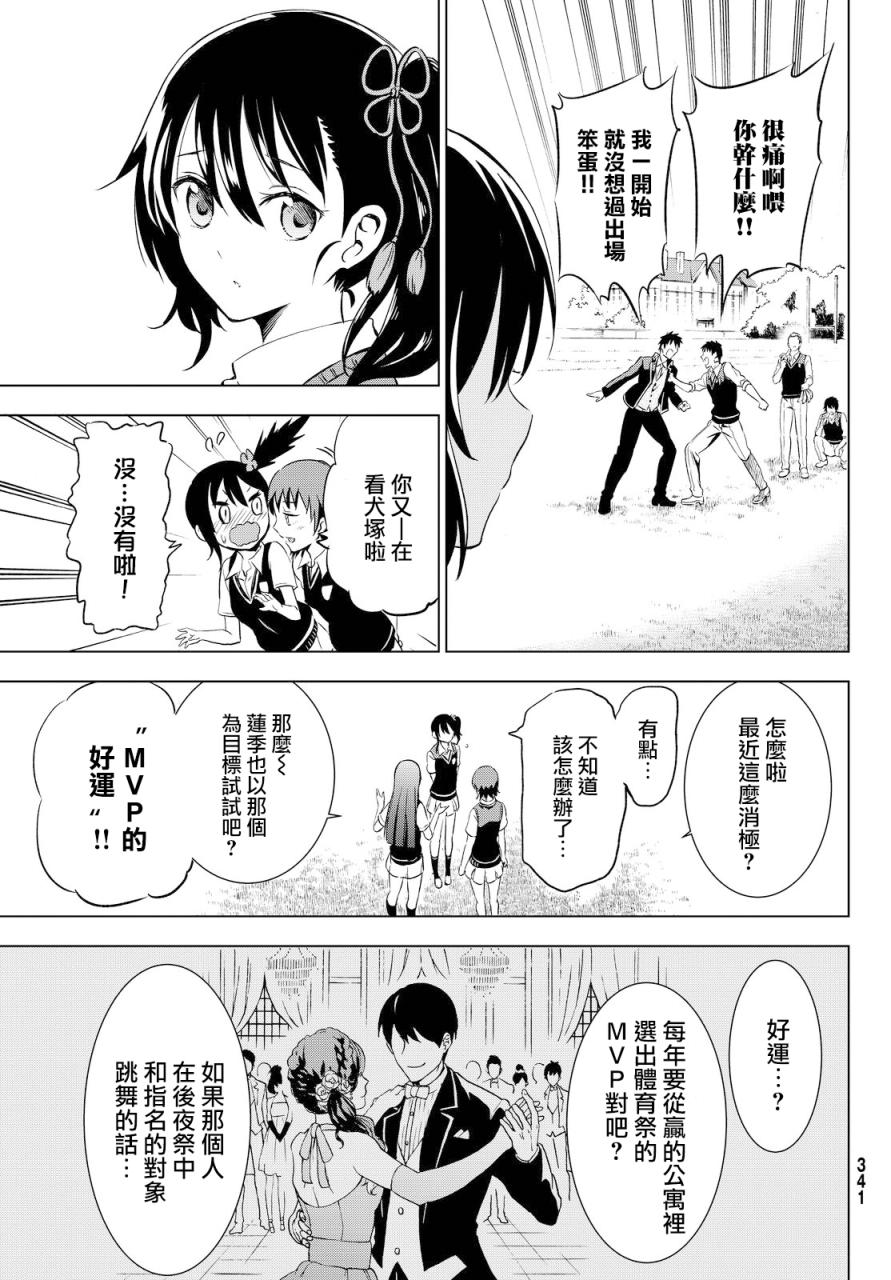 很痛啊喂
你幹什麼!!
我一開始
就沒想過出場
笨蛋!!
你又—在
看犬塚啦
沒…沒有啦！
怎麼啦
最近這麼消極？
有點…
不知道
該怎麼辦了…
那麼～
蓮季也以那個
為目標試試吧？
"MVP的
好運"!!
好運…？
每年要從贏的公寓裡
選出體育祭的
MVP對吧？
如果那個人
在後夜祭中
和指名的對象
跳舞的話…
341